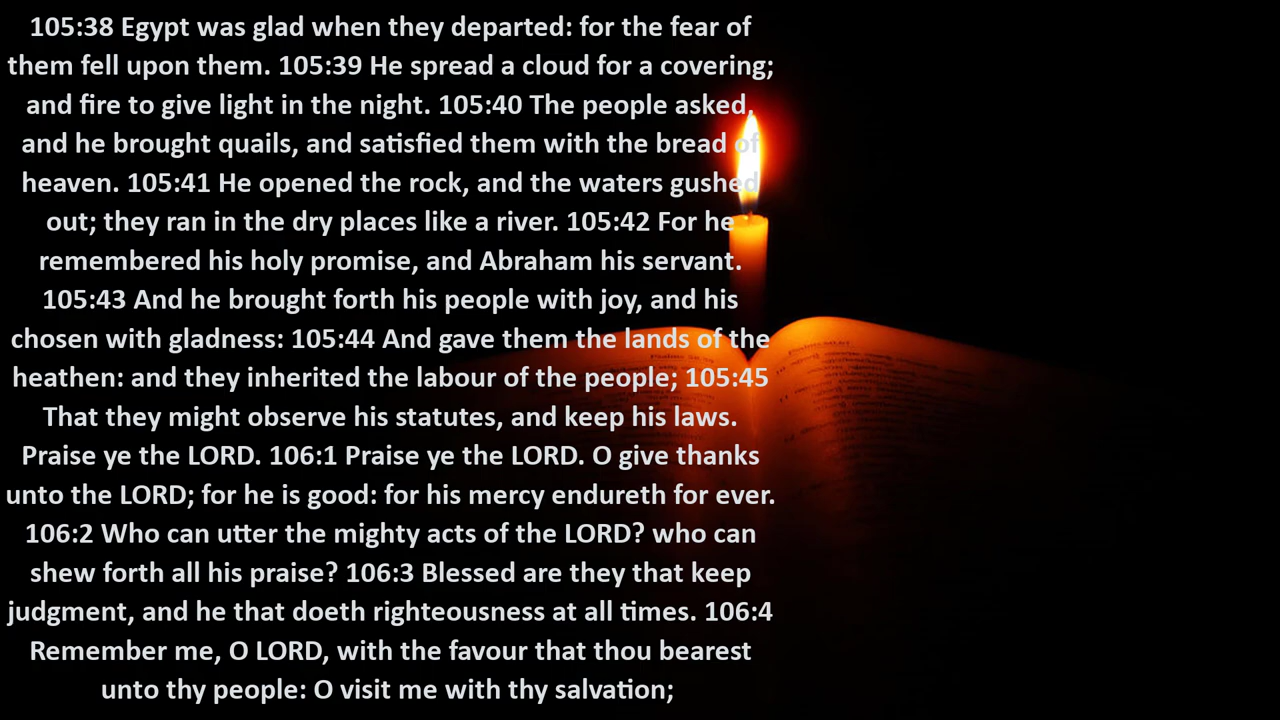 105:38 Egypt was glad when they departed: for the fear of
them fell upon them. 105:39 He spread a cloud for a covering;
and fire to give light in the night. 105:40 The people asked,
and he brought quails, and satisfied them with the bread of
heaven. 105:41 He opened the rock, and the waters gushed
out; they ran in the dry places like a river. 105:42 For he
remembered his holy promise, and Abraham his servant.
105:43 And he brought forth his people with joy, and his
chosen with gladness: 105:44 And gave them the lands of the
heathen: and they inherited the labour of the people; 105:45
That they might observe his statutes, and keep his laws.
Praise ye the LORD. 106:1 Praise ye the LORD. O give thanks
unto the LORD; for he is good: for his mercy endureth for ever.
106:2 Who can utter the mighty acts of the LORD? who can
shew forth all his praise? 106:3 Blessed are they that keep
judgment, and he that doeth righteousness at all times. 106:4
Remember me, O LORD, with the favour that thou bearest
unto thy people: O visit me with thy salvation;